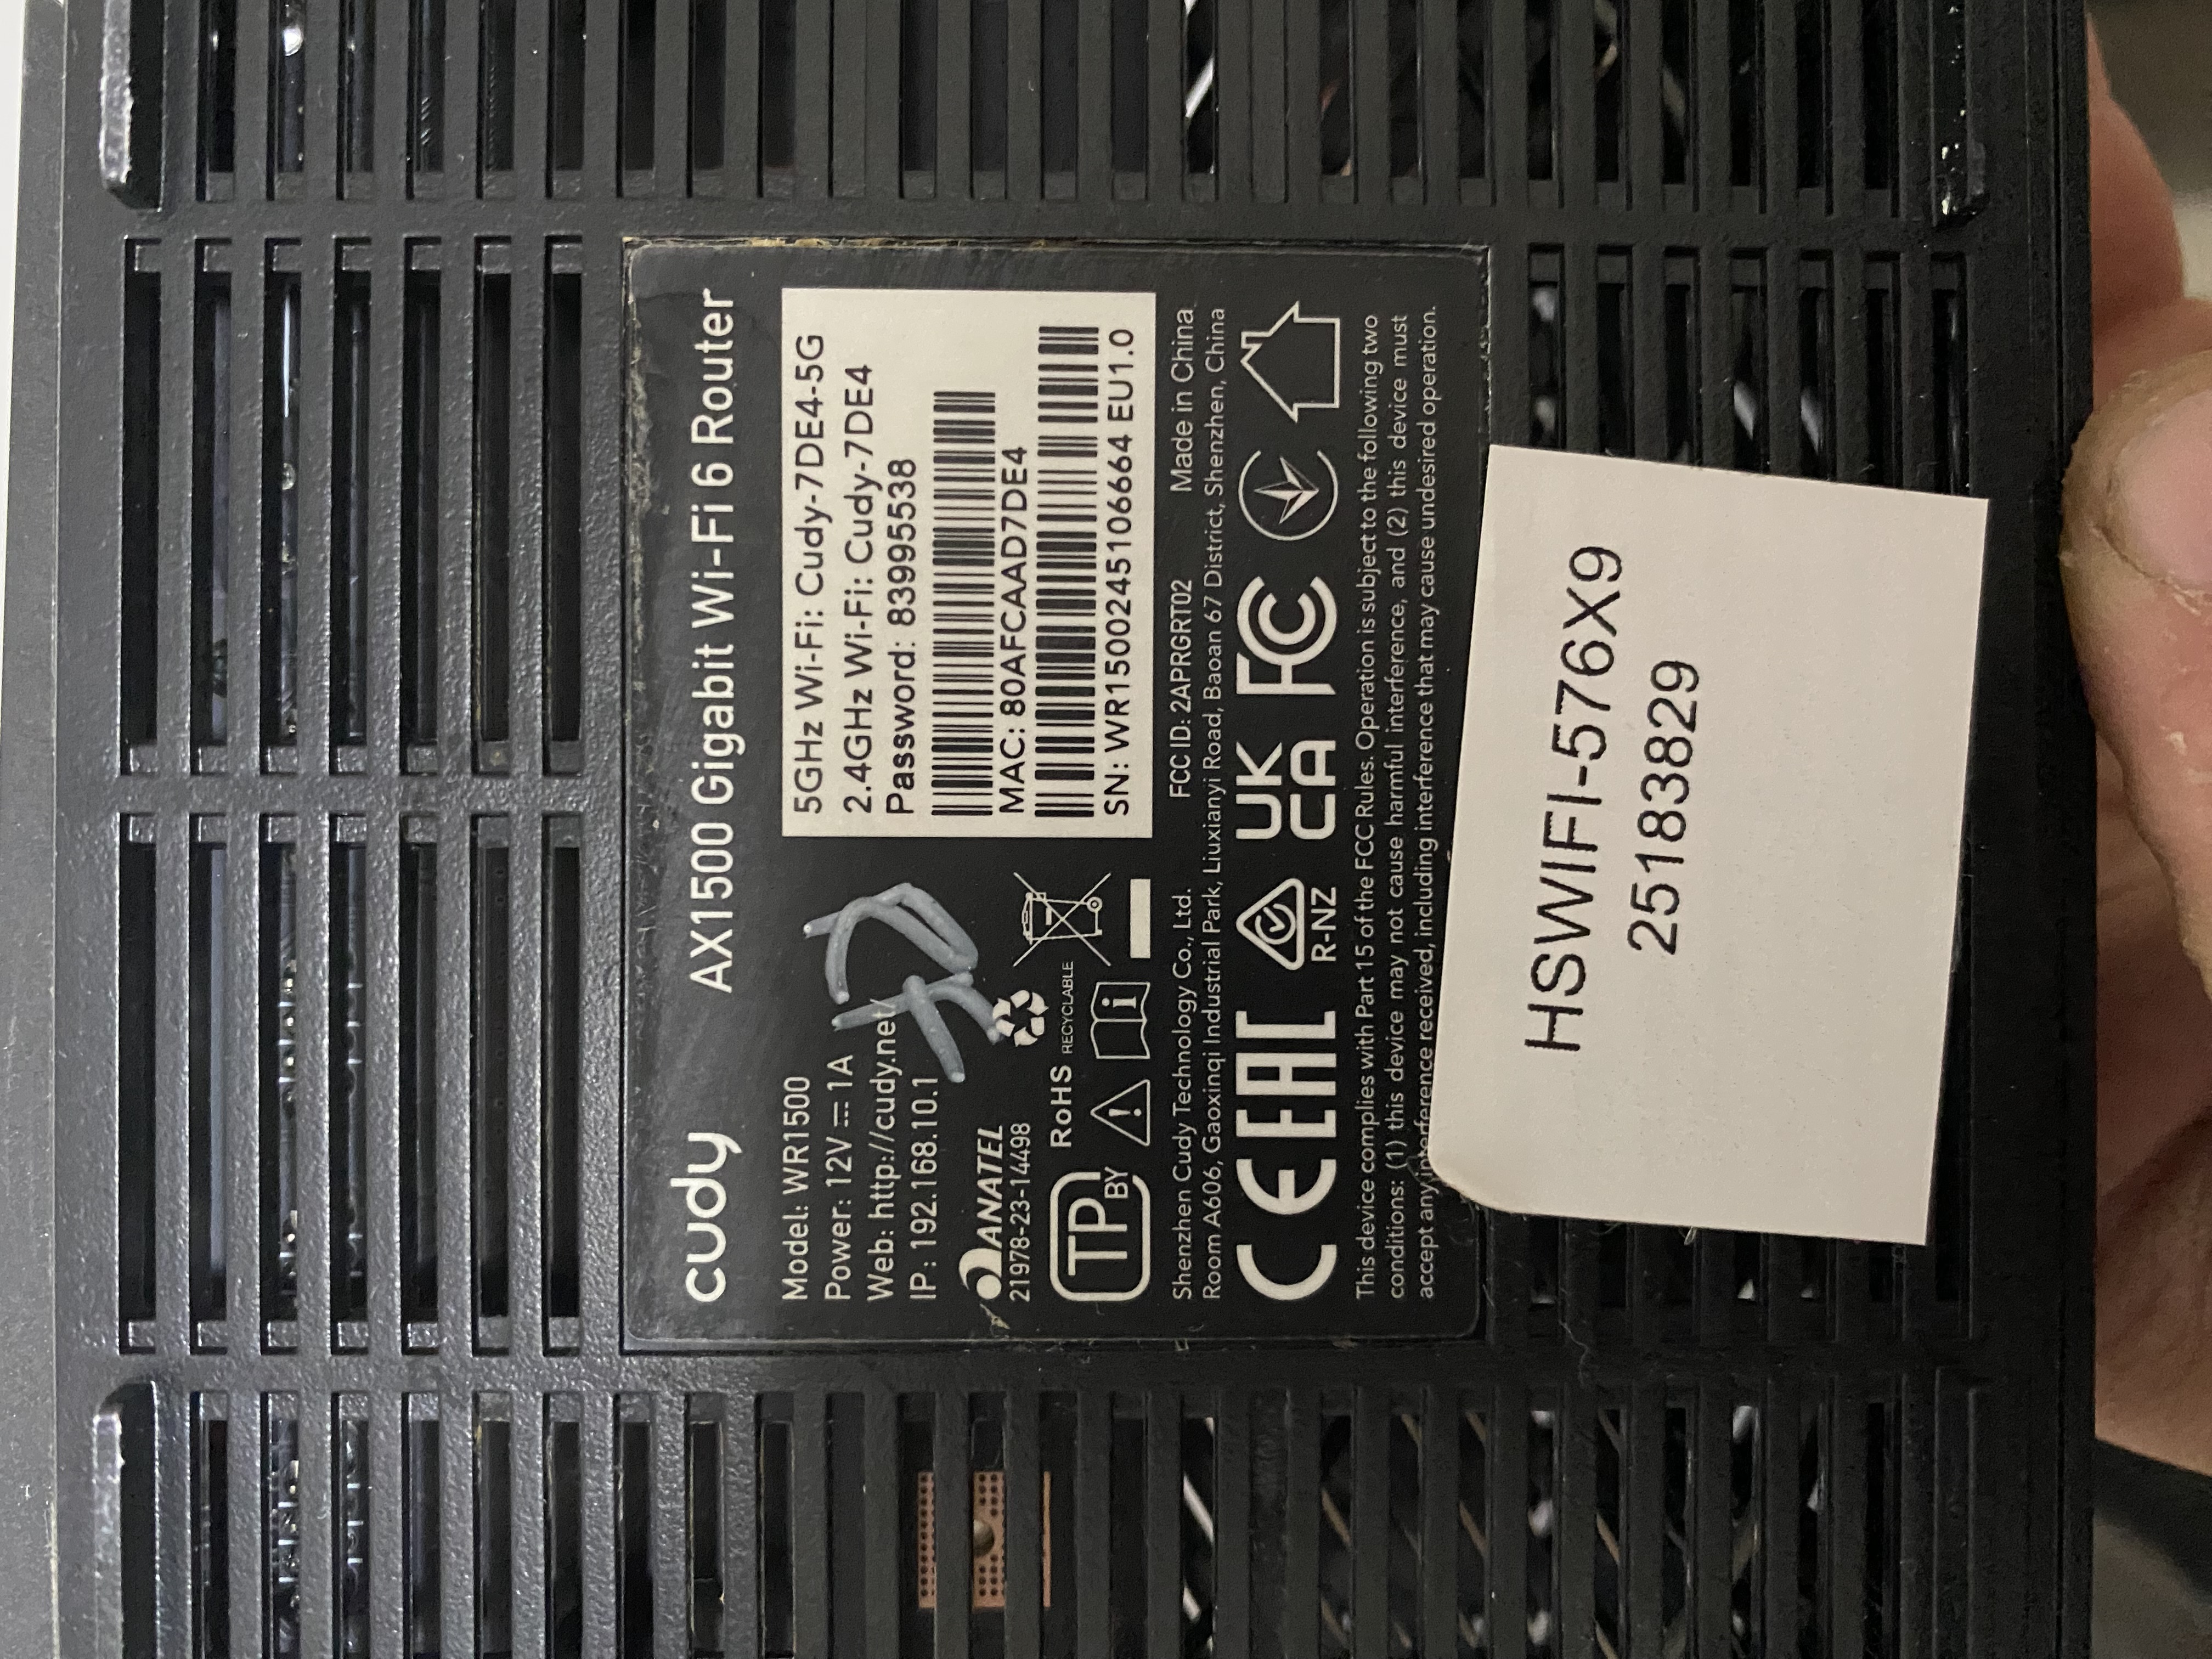 cudy AX1500 Gigabit Wi-Fi 6 Router
Model: WR1500
Power: 12V ⎓ 1A
Web: http://cudy.net/
IP: 192.168.10.1
5GHz Wi-Fi: Cudy-7DE4-5G
2.4GHz Wi-Fi: Cudy-7DE4
Password: 83995538
MAC: 80AFCAAD7DE4
SN: WR1500245106664 EU1.0
ANATEL
21978-23-14498
RECYCLABLE
TP BY
RoHS
Shenzhen Cudy Technology Co., Ltd. FCC ID: 2APRGRT02 Made in China
Room A606, Gaoxinqi Industrial Park, Liuxianyi Road, Baoan 67 District, Shenzhen, China
CE EAC R-NZ UK CA FC
This device complies with Part 15 of the FCC Rules. Operation is subject to the following two
conditions: (1) this device may not cause harmful interference, and (2) this device must
accept any interference received, including interference that may cause undesired operation.
HSWIFI-576X9
25183829